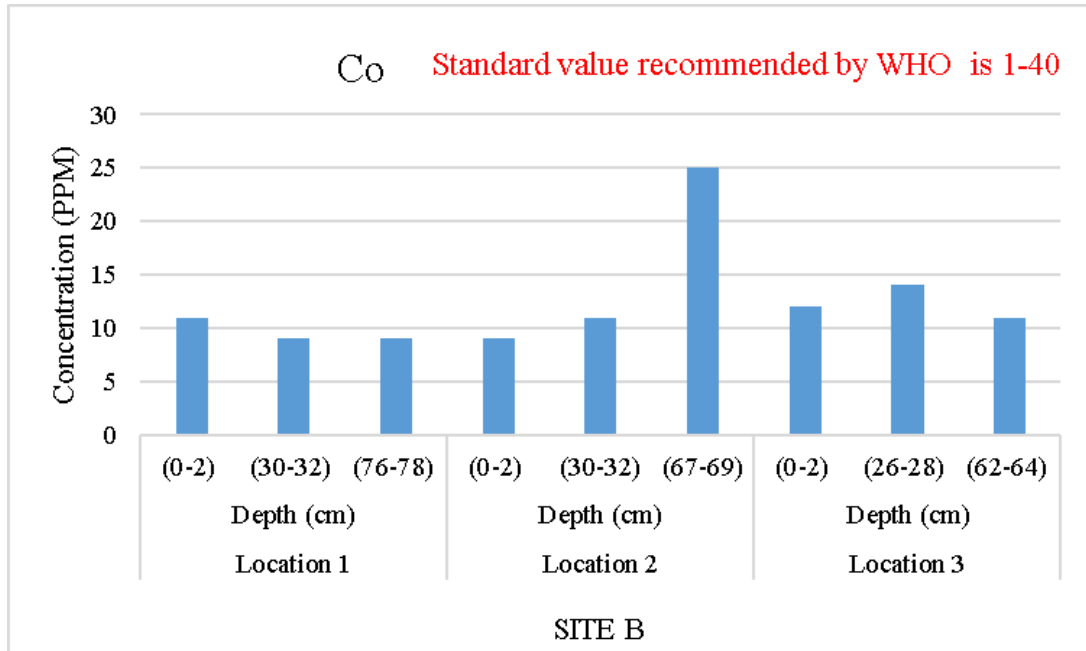 Co
Standard value recommended by WHO is 1-40
Concentration (PPM)
30
25
20
15
10
5
0
(0-2) (30-32) (76-78) (0-2) (30-32) (67-69) (0-2) (26-28) (62-64)
Depth (cm) Depth (cm) Depth (cm)
Location 1 Location 2 Location 3
SITE B